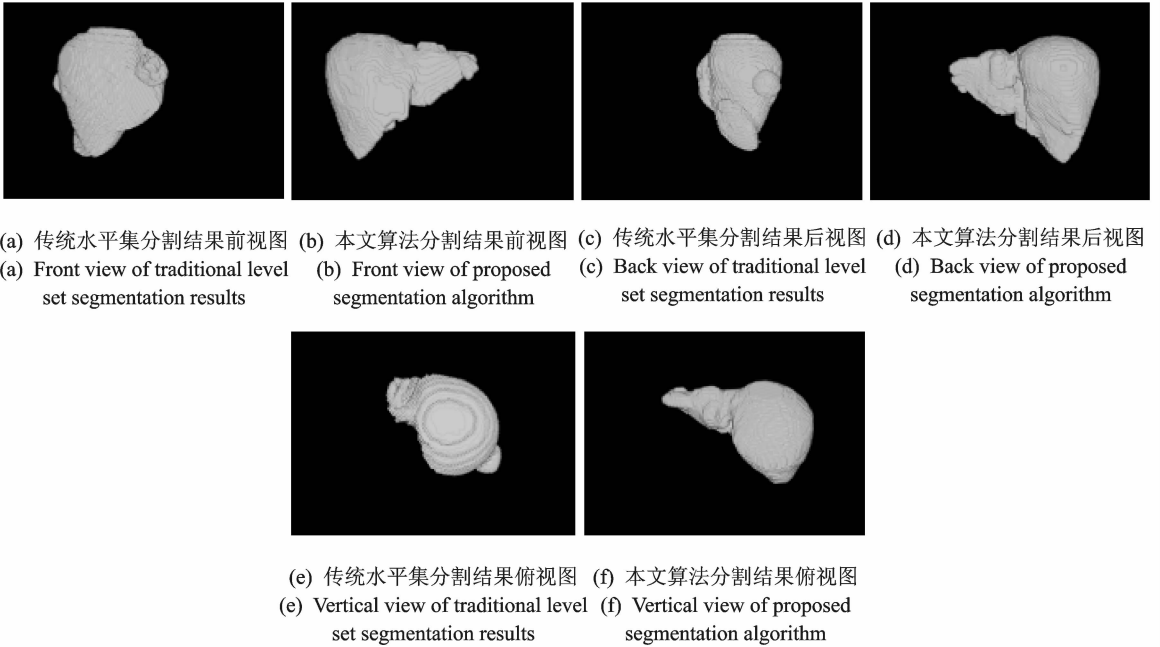 (a) 传统水平集分割结果前视图
(a) Front view of traditional level
set segmentation results
(b) 本文算法分割结果前视图
(b) Front view of proposed
segmentation algorithm
(c) 传统水平集分割结果后视图
(c) Back view of traditional level
set segmentation results
(d) 本文算法分割结果后视图
(d) Back view of proposed
segmentation algorithm
(e) 传统水平集分割结果俯视图
(e) Vertical view of traditional level
set segmentation results
(f) 本文算法分割结果俯视图
(f) Vertical view of proposed
segmentation algorithm